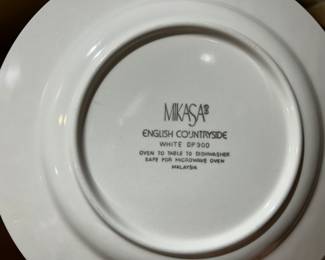 MIKASA®
ENGLISH COUNTRYSIDE
WHITE DP300
OVEN TO TABLE TO DISHWASHER
SAFE FOR MICROWAVE OVEN
MALAYSIA